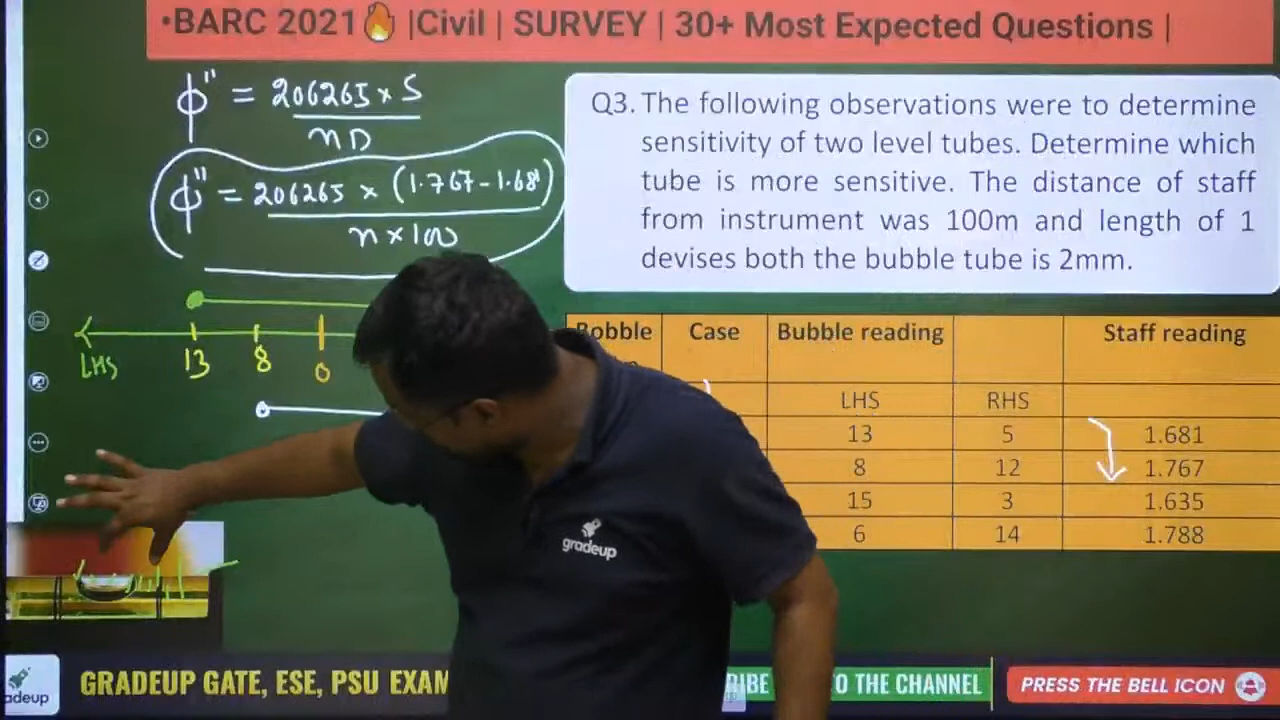 •BARC 2021🔥 |Civil | SURVEY | 30+ Most Expected Questions |
ϕ" = 206265 × S
nD
ϕ" = 206265 × (1.767-1.681)
n × 100
LHS
13
8
0
Q3. The following observations were to determine
sensitivity of two level tubes. Determine which
tube is more sensitive. The distance of staff
from instrument was 100m and length of 1
devises both the bubble tube is 2mm.
Bobble Case Bubble reading Staff reading
LHS RHS
13 5 1.681
8 12 1.767
15 3 1.635
6 14 1.788
gradeup
GRADEUP GATE, ESE, PSU
TO THE CHANNEL
PRESS THE BELL ICON